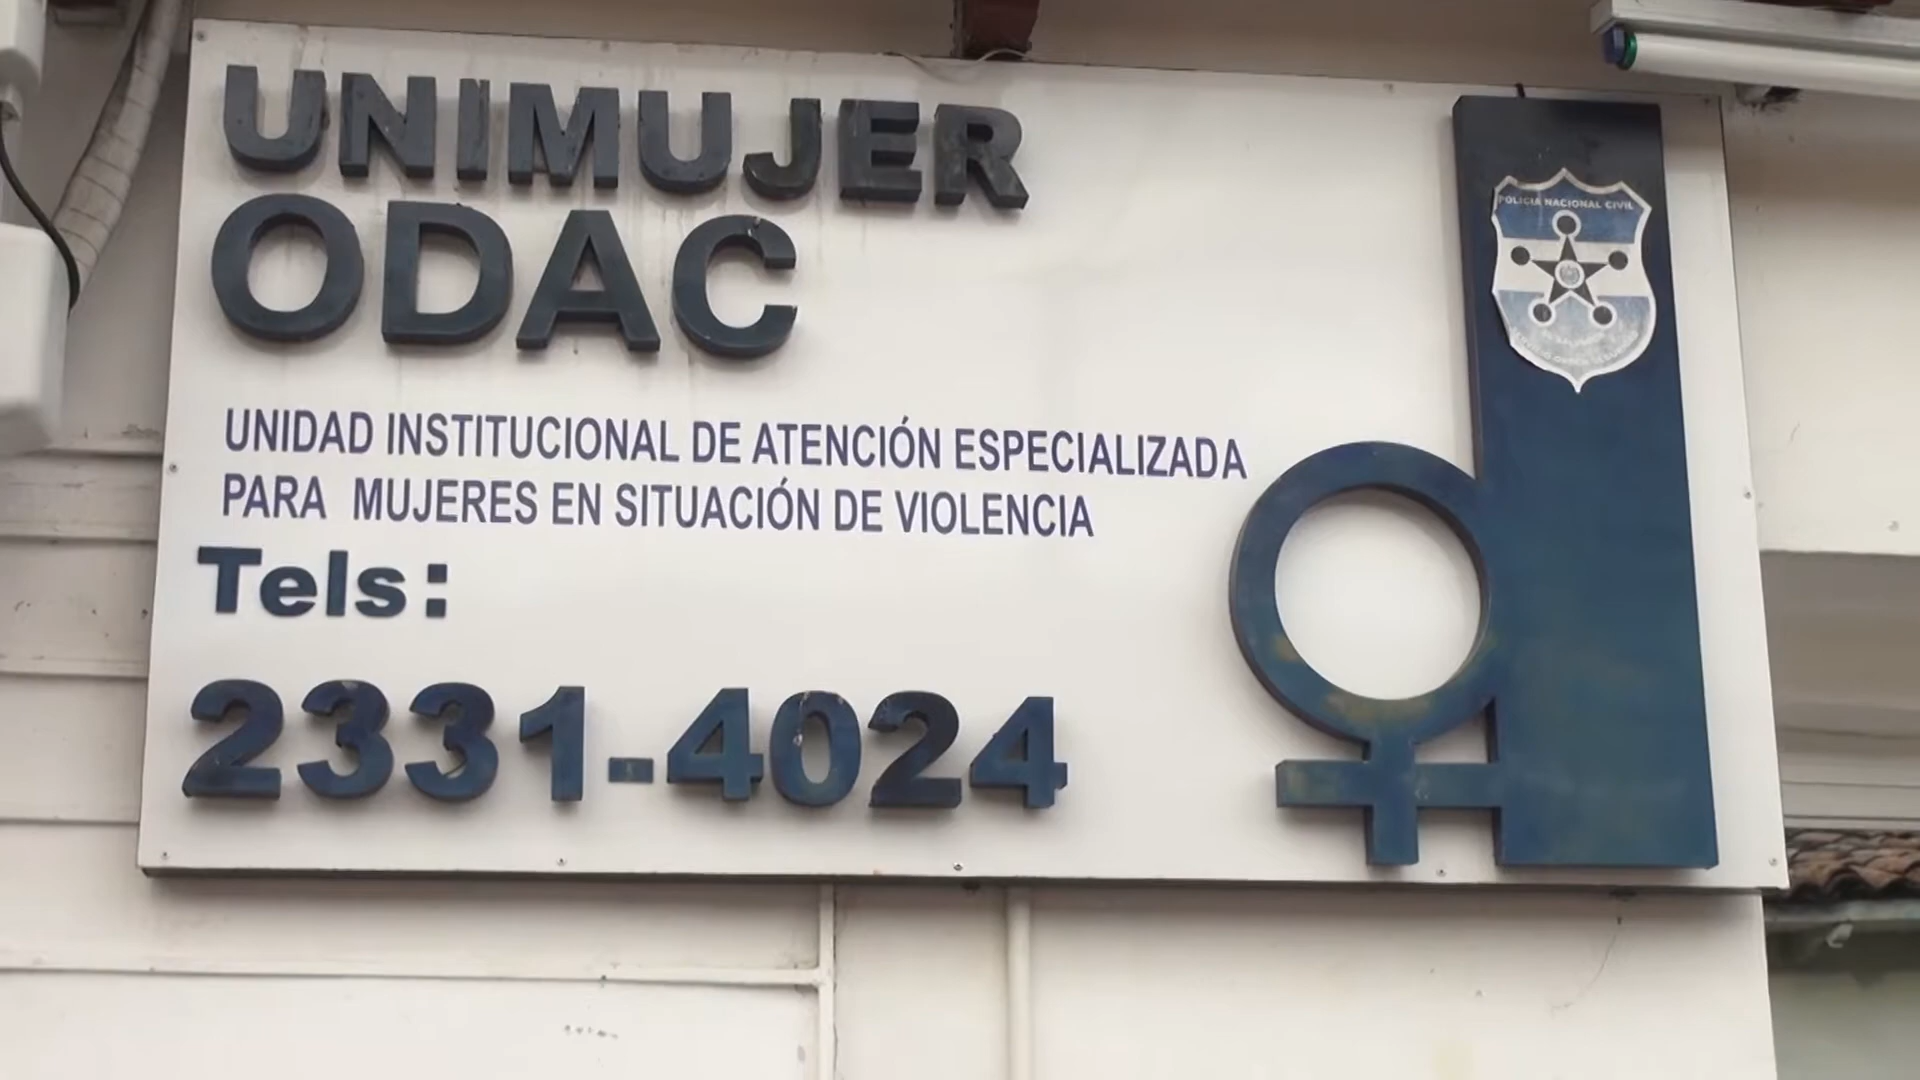 UNIMUJER
ODAC
UNIDAD INSTITUCIONAL DE ATENCIÓN ESPECIALIZADA
PARA MUJERES EN SITUACIÓN DE VIOLENCIA
Tels:
2331-4024
POLICIA NACIONAL CIVIL